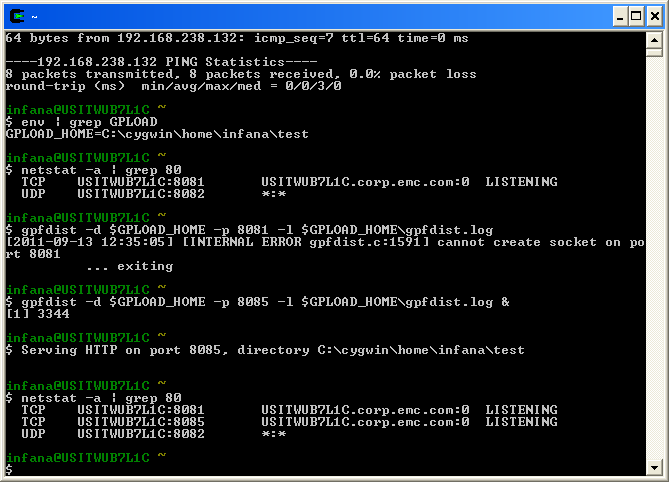 ~
64 bytes from 192.168.238.132: icmp_seq=7 ttl=64 time=0 ms
----192.168.238.132 PING Statistics----
8 packets transmitted, 8 packets received, 0.0% packet loss
round-trip (ms)  min/avg/max/med = 0/0/3/0
infana@USITWUB7L1C ~
$ env | grep GPLOAD
GPLOAD_HOME=C:\cygwin\home\infana\test
infana@USITWUB7L1C ~
$ netstat -a | grep 80
  TCP    USITWUB7L1C:8081       USITWUB7L1C.corp.emc.com:0  LISTENING
  UDP    USITWUB7L1C:8082       *:*
infana@USITWUB7L1C ~
$ gpfdist -d $GPLOAD_HOME -p 8081 -l $GPLOAD_HOME\gpfdist.log
[2011-09-13 12:35:05] [INTERNAL ERROR gpfdist.c:1591] cannot create socket on po
rt 8081
          ... exiting
infana@USITWUB7L1C ~
$ gpfdist -d $GPLOAD_HOME -p 8085 -l $GPLOAD_HOME\gpfdist.log &
[1] 3344
infana@USITWUB7L1C ~
$ Serving HTTP on port 8085, directory C:\cygwin\home\infana\test
infana@USITWUB7L1C ~
$ netstat -a | grep 80
  TCP    USITWUB7L1C:8081       USITWUB7L1C.corp.emc.com:0  LISTENING
  TCP    USITWUB7L1C:8085       USITWUB7L1C.corp.emc.com:0  LISTENING
  UDP    USITWUB7L1C:8082       *:*
infana@USITWUB7L1C ~
$